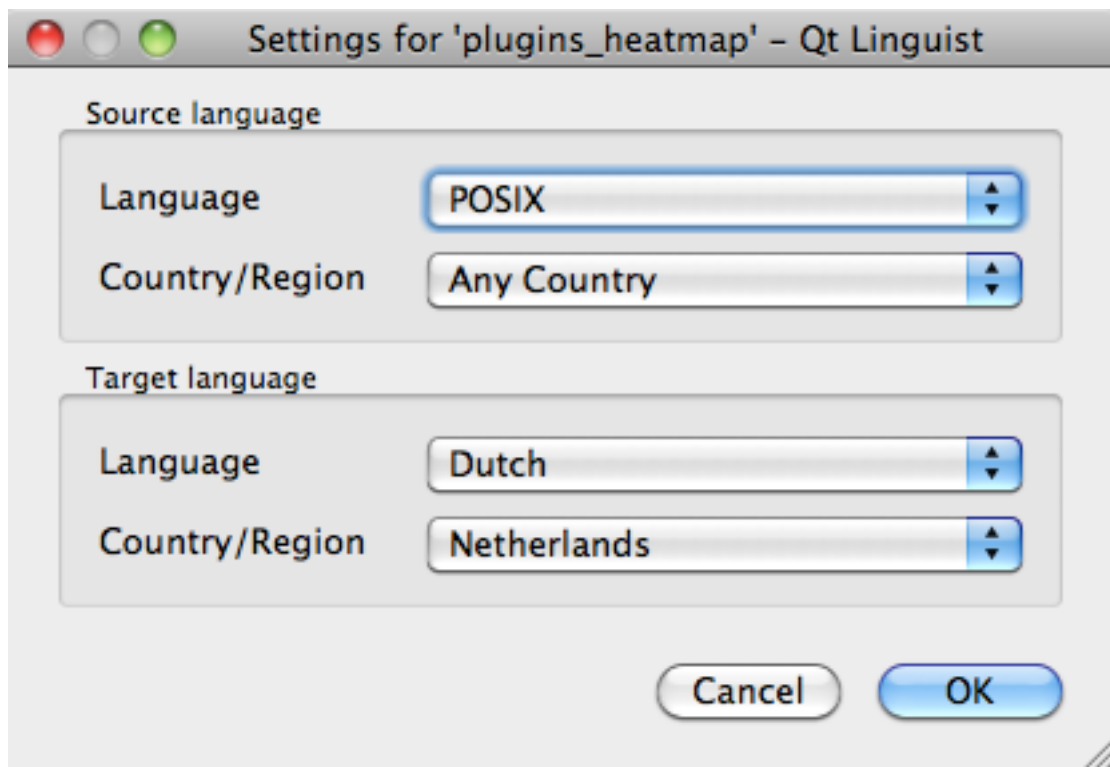 Settings for 'plugins_heatmap' – Qt Linguist
Source language
Language POSIX
Country/Region Any Country
Target language
Language Dutch
Country/Region Netherlands
Cancel OK